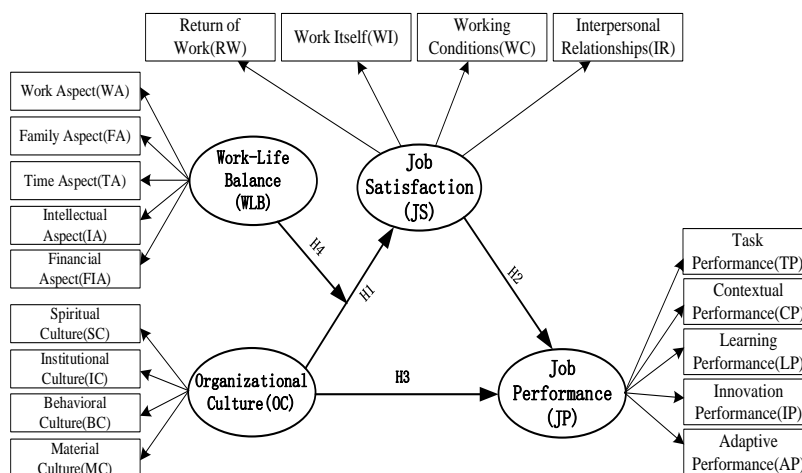 Return of
Work(RW)
Work Itself(WI)
Working
Conditions(WC)
Interpersonal
Relationships(IR)
Work Aspect(WA)
Family Aspect(FA)
Time Aspect(TA)
Intellectual
Aspect(IA)
Financial
Aspect(FIA)
Work-Life
Balance
(WLB)
Job
Satisfaction
(JS)
H4
H1
H2
Spiritual
Culture(SC)
Institutional
Culture(IC)
Behavioral
Culture(BC)
Material
Culture(MC)
Organizational
Culture(OC)
H3
Job
Performance
(JP)
Task
Performance(TP)
Contextual
Performance(CP)
Learning
Performance(LP)
Innovation
Performance(IP)
Adaptive
Performance(AP)